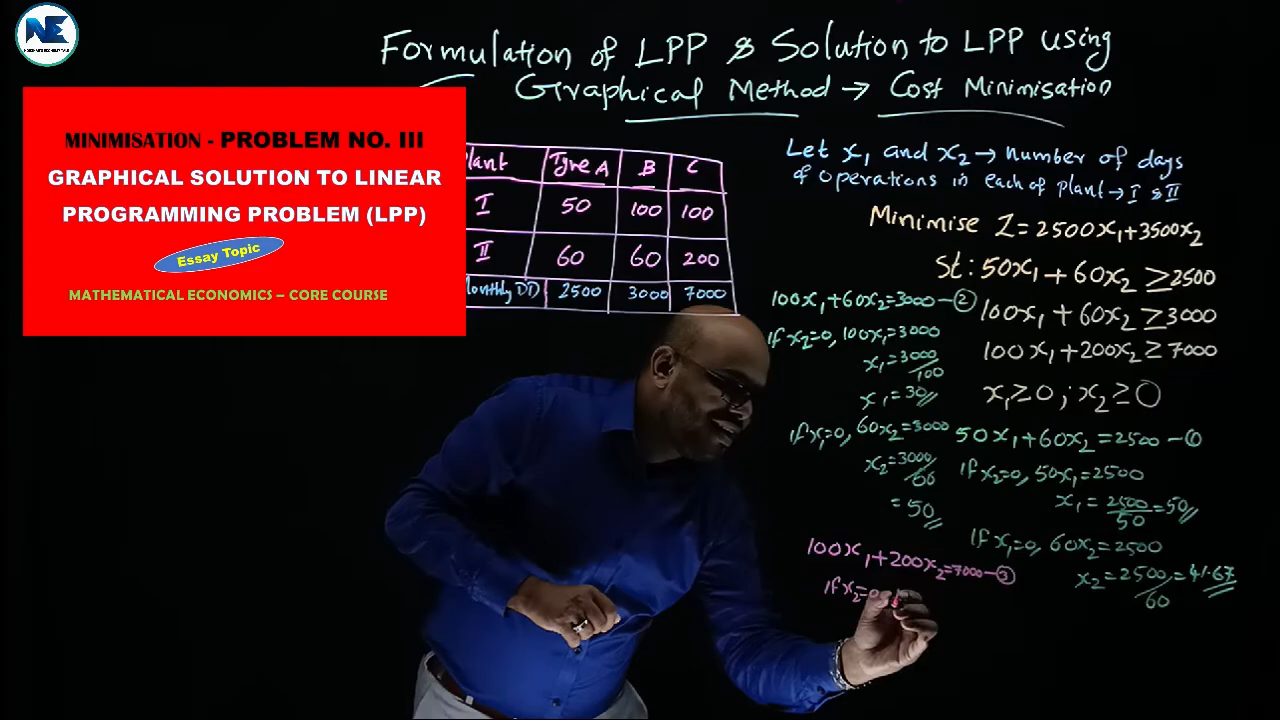 NE
Formulation of LPP & Solution to LPP using
Graphical Method → Cost Minimisation
MINIMISATION - PROBLEM NO. III
GRAPHICAL SOLUTION TO LINEAR
PROGRAMMING PROBLEM (LPP)
Essay Topic
MATHEMATICAL ECONOMICS – CORE COURSE
Plant Tyre A B C
I 50 100 100
II 60 60 200
Monthly DD 2500 3000 7000
Let x₁ and x₂ → number of days
of operations in each of plant → I & II
Minimise Z = 2500x₁ + 3500x₂
St: 50x₁ + 60x₂ ≥ 2500
100x₁ + 60x₂ ≥ 3000
100x₁ + 200x₂ ≥ 7000
x₁ ≥ 0 ; x₂ ≥ 0
50x₁ + 60x₂ = 2500 — ①
If x₂=0, 50x₁ = 2500
x₁ = 2500/50 = 50
If x₁=0, 60x₂ = 2500
x₂ = 2500/60 = 41.67
100x₁ + 60x₂ = 3000 — ②
If x₂=0, 100x₁ = 3000
x₁ = 3000/100
x₁ = 30
if x₁=0, 60x₂ = 3000
x₂ = 3000/60
= 50
100x₁ + 200x₂ = 7000 — ③
if x₂=0